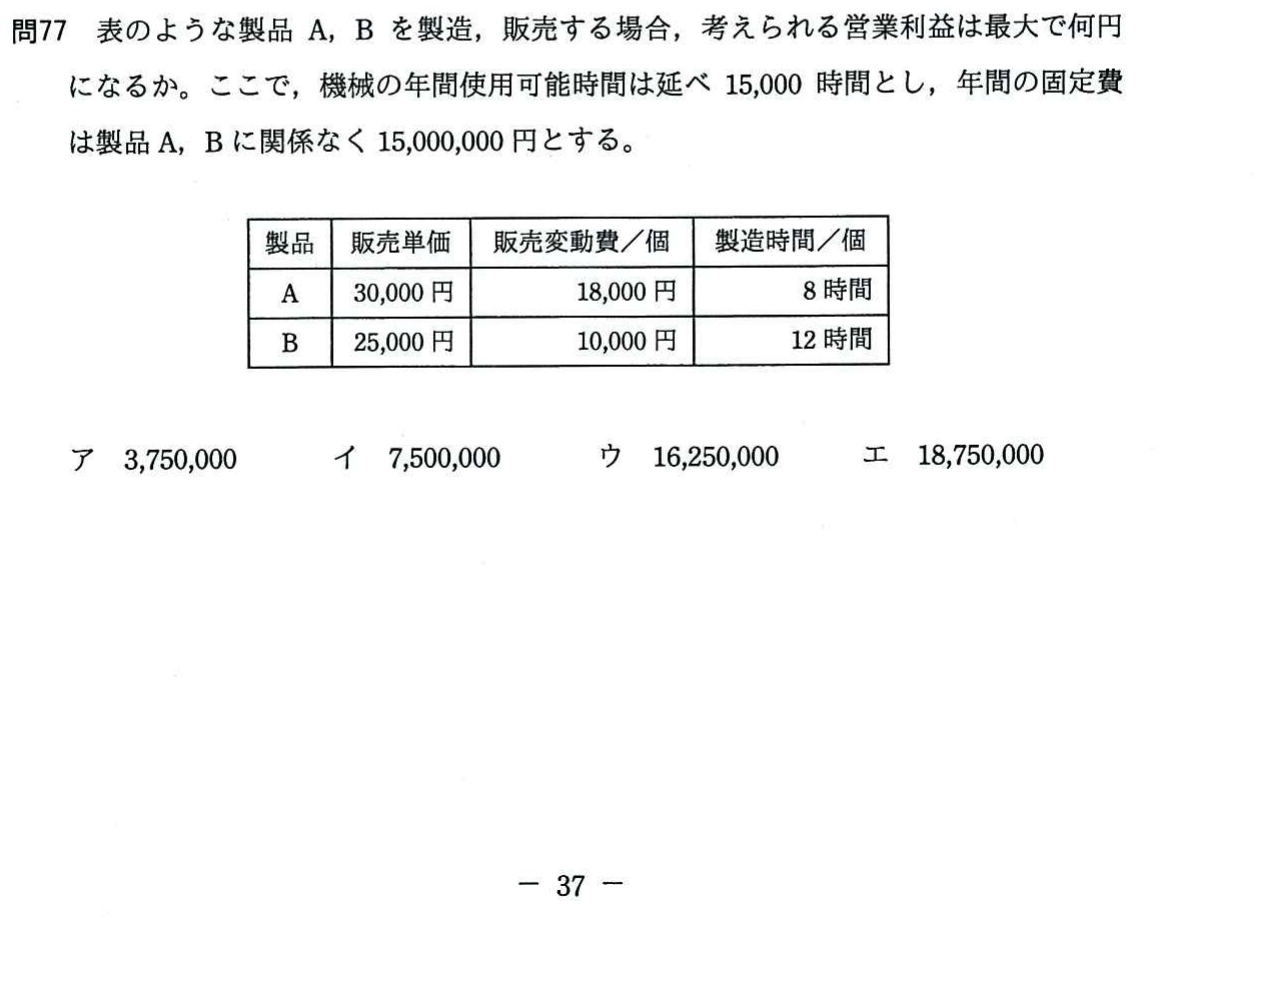 問77 表のような製品 A，B を製造，販売する場合，考えられる営業利益は最大で何円
になるか。ここで，機械の年間使用可能時間は延べ 15,000 時間とし，年間の固定費
は製品 A，B に関係なく 15,000,000 円とする。
製品 販売単価 販売変動費／個 製造時間／個
A 30,000 円 18,000 円 8 時間
B 25,000 円 10,000 円 12 時間
ア 3,750,000 イ 7,500,000 ウ 16,250,000 エ 18,750,000
－ 37 －